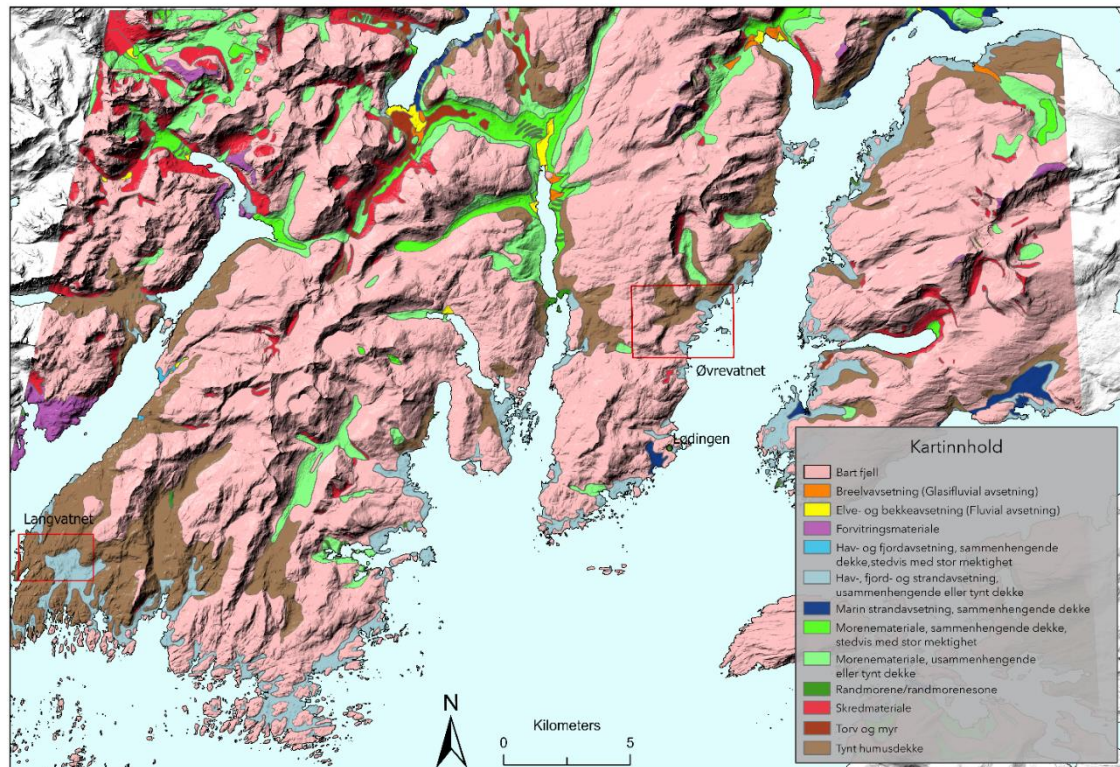 Øvrevatnet
Lødingen
Langvatnet
N
Kilometers
0 5
Kartinnhold
Bart fjell
Breelvavsetning (Glasifluvial avsetning)
Elve- og bekkeavsetning (Fluvial avsetning)
Forvitringsmateriale
Hav- og fjordavsetning, sammenhengende
dekke,stedvis med stor mektighet
Hav-, fjord- og strandavsetning,
usammenhengende eller tynt dekke
Marin strandavsetning, sammenhengende dekke
Morenemateriale, sammenhengende dekke,
stedvis med stor mektighet
Morenemateriale, usammenhengende
eller tynt dekke
Randmorene/randmorenesone
Skredmateriale
Torv og myr
Tynt humusdekke